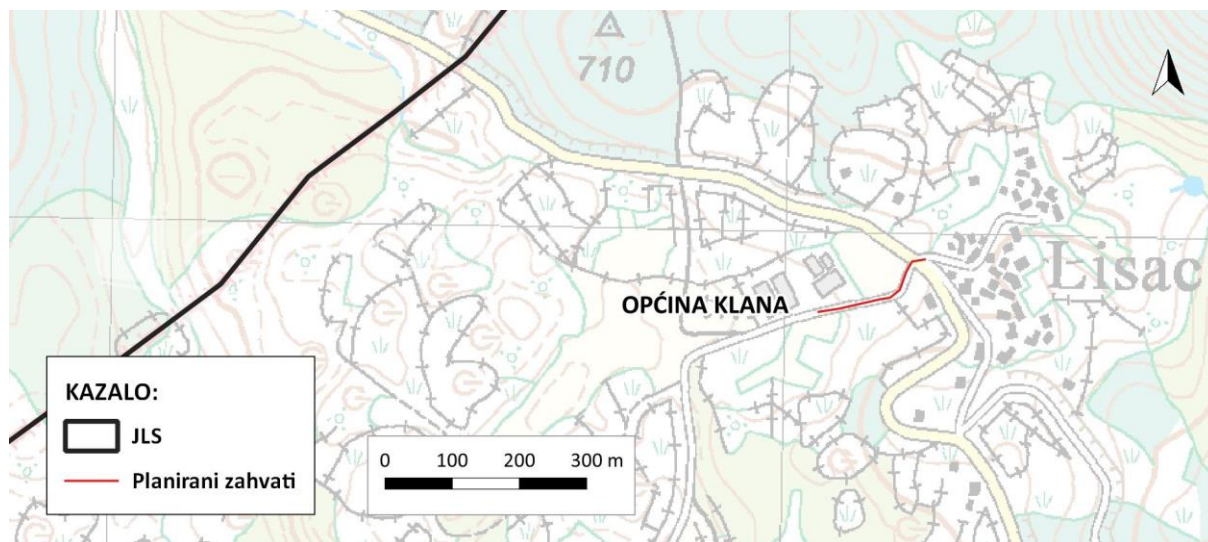 710
Lisac
OPĆINA KLANA
KAZALO:
JLS
Planirani zahvati
0 100 200 300 m